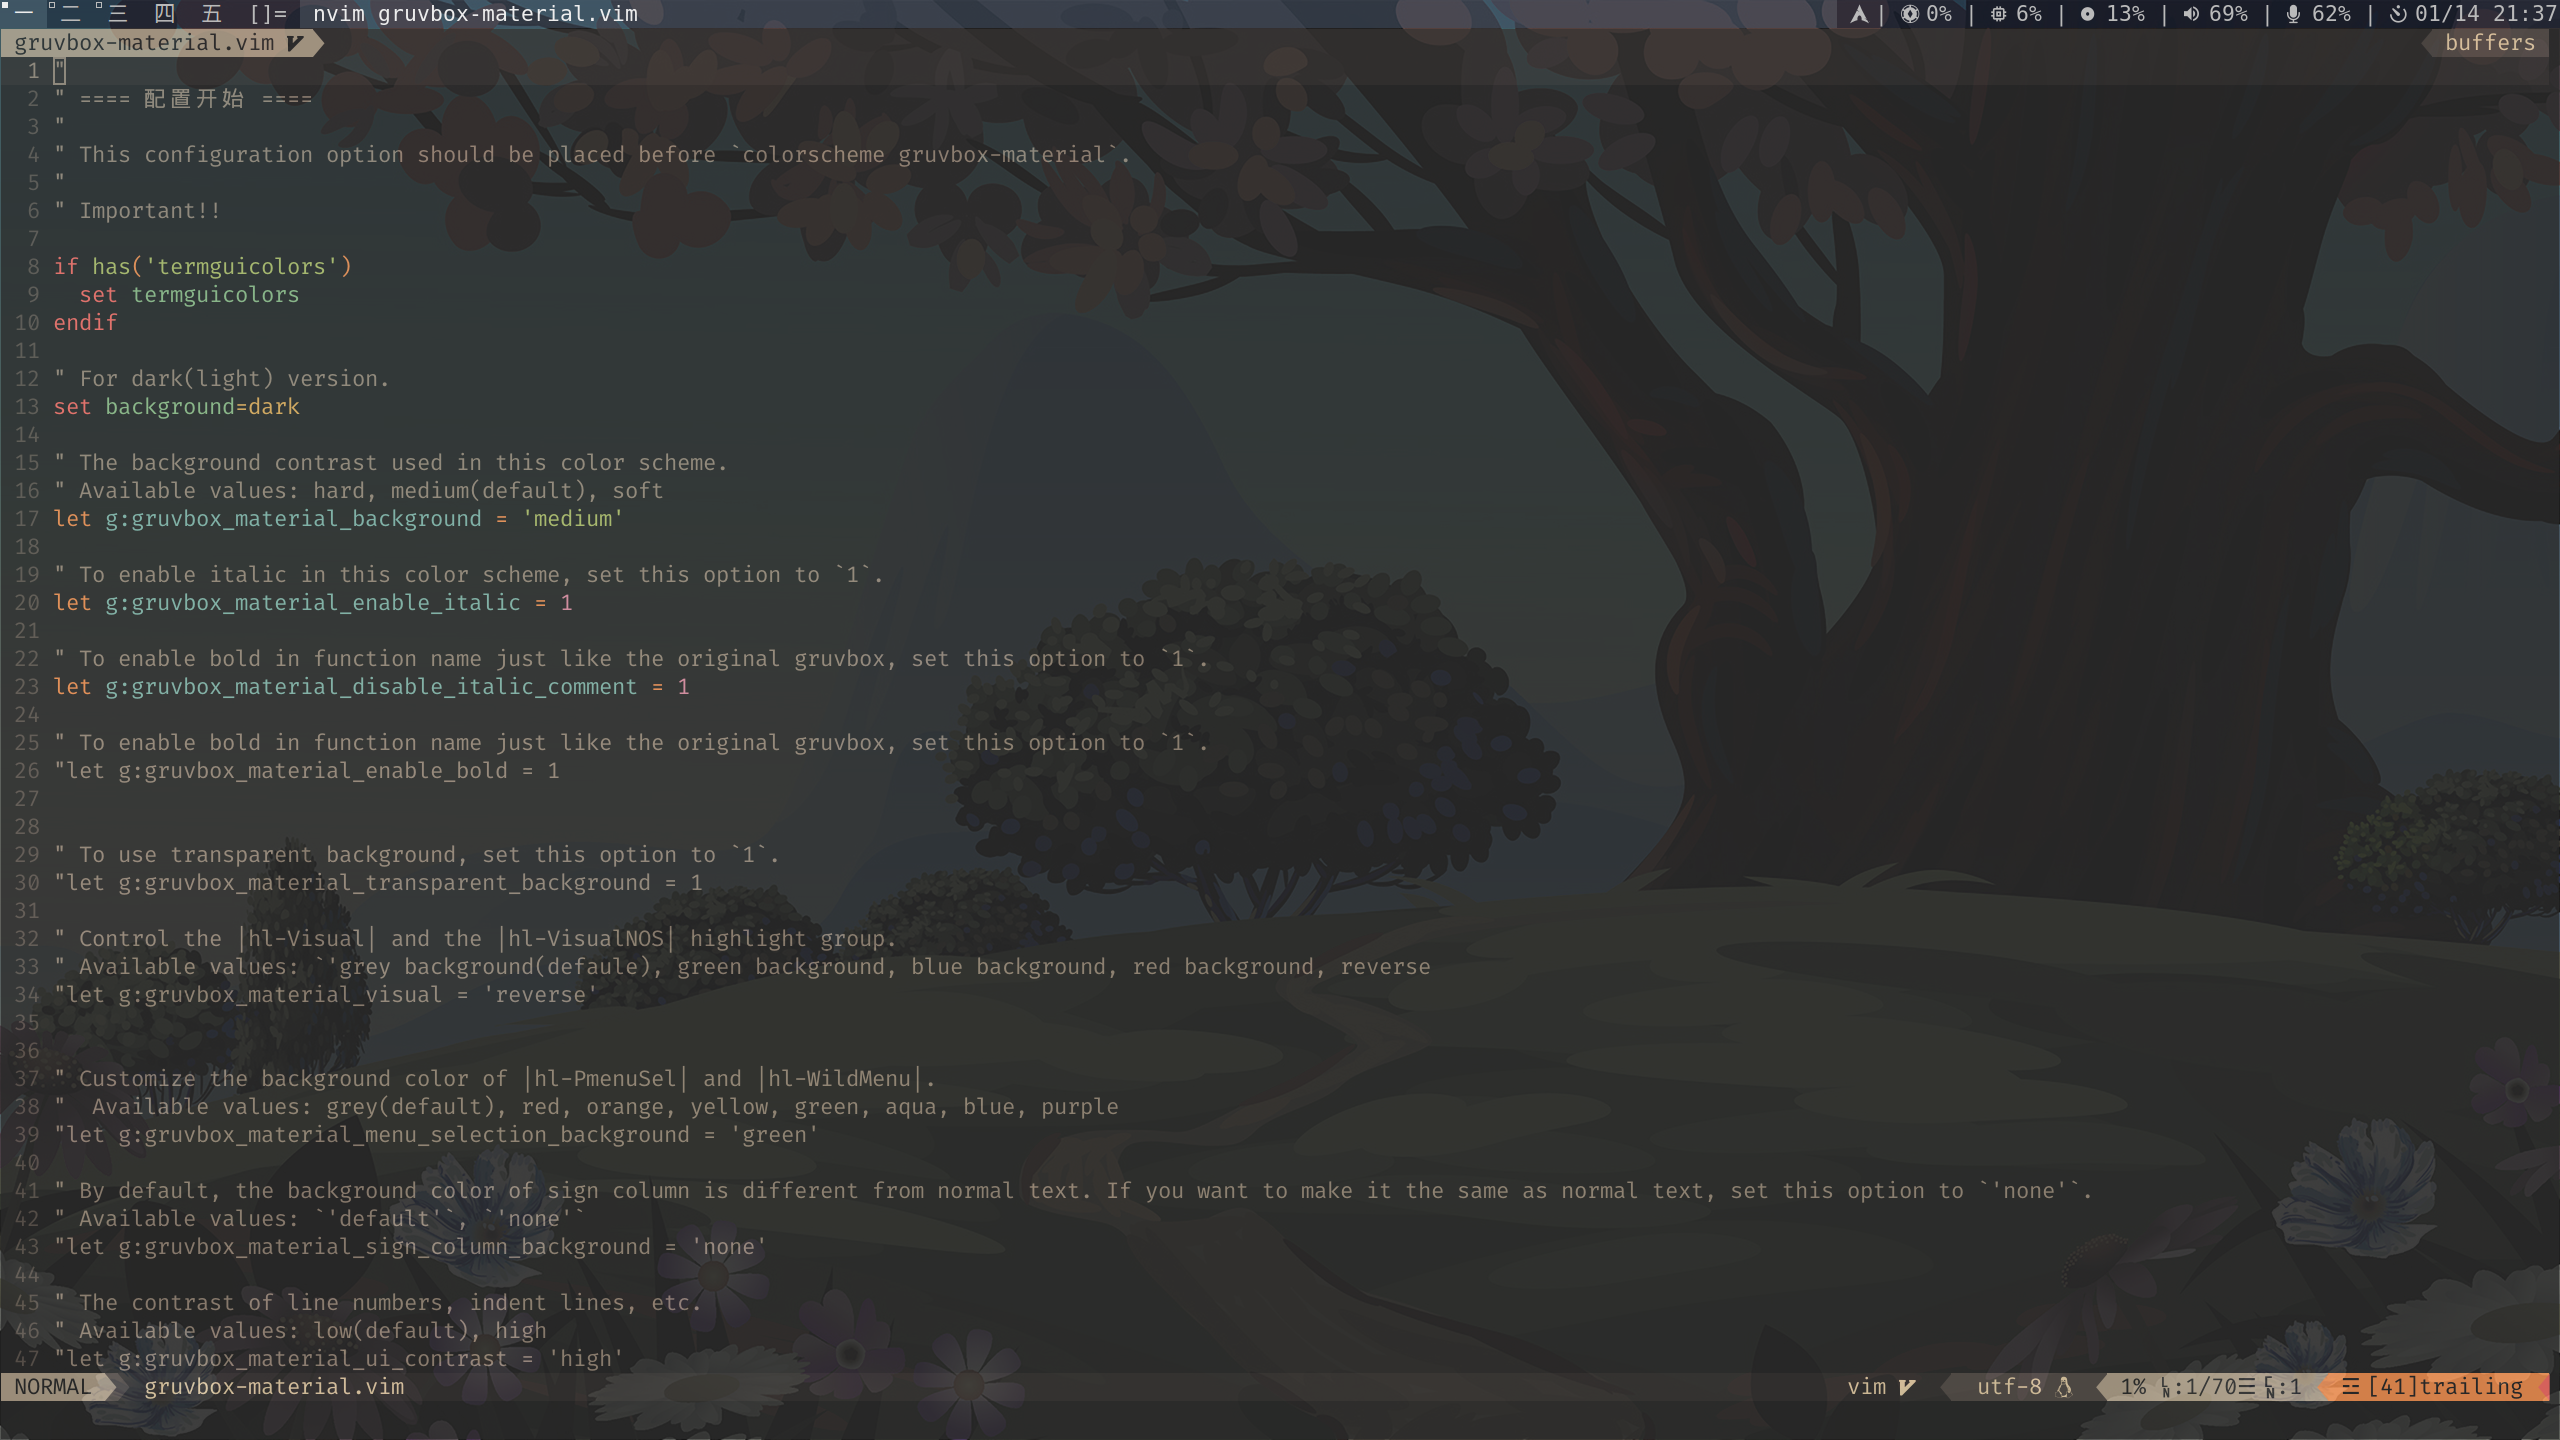 一 二 三 四 五 []= nvim gruvbox-material.vim | 0% | 6% | 13% | 69% | 62% | 01/14 21:37
gruvbox-material.vim buffers
1 "
2 " ==== 配置开始 ====
3 "
4 " This configuration option should be placed before `colorscheme gruvbox-material`.
5 "
6 " Important!!
7
8 if has('termguicolors')
9   set termguicolors
10 endif
11
12 " For dark(light) version.
13 set background=dark
14
15 " The background contrast used in this color scheme.
16 " Available values: hard, medium(default), soft
17 let g:gruvbox_material_background = 'medium'
18
19 " To enable italic in this color scheme, set this option to `1`.
20 let g:gruvbox_material_enable_italic = 1
21
22 " To enable bold in function name just like the original gruvbox, set this option to `1`.
23 let g:gruvbox_material_disable_italic_comment = 1
24
25 " To enable bold in function name just like the original gruvbox, set this option to `1`.
26 "let g:gruvbox_material_enable_bold = 1
27
28
29 " To use transparent background, set this option to `1`.
30 "let g:gruvbox_material_transparent_background = 1
31
32 " Control the |hl-Visual| and the |hl-VisualNOS| highlight group.
33 " Available values: `'grey background(defaule), green background, blue background, red background, reverse
34 "let g:gruvbox_material_visual = 'reverse'
35
36
37 " Customize the background color of |hl-PmenuSel| and |hl-WildMenu|.
38 "  Available values: grey(default), red, orange, yellow, green, aqua, blue, purple
39 "let g:gruvbox_material_menu_selection_background = 'green'
40
41 " By default, the background color of sign column is different from normal text. If you want to make it the same as normal text, set this option to `'none'`.
42 " Available values: `'default'`, `'none'`
43 "let g:gruvbox_material_sign_column_background = 'none'
44
45 " The contrast of line numbers, indent lines, etc.
46 " Available values: low(default), high
47 "let g:gruvbox_material_ui_contrast = 'high'
NORMAL gruvbox-material.vim vim utf-8 1% LN:1/70☰ CN:1 ☲ [41]trailing